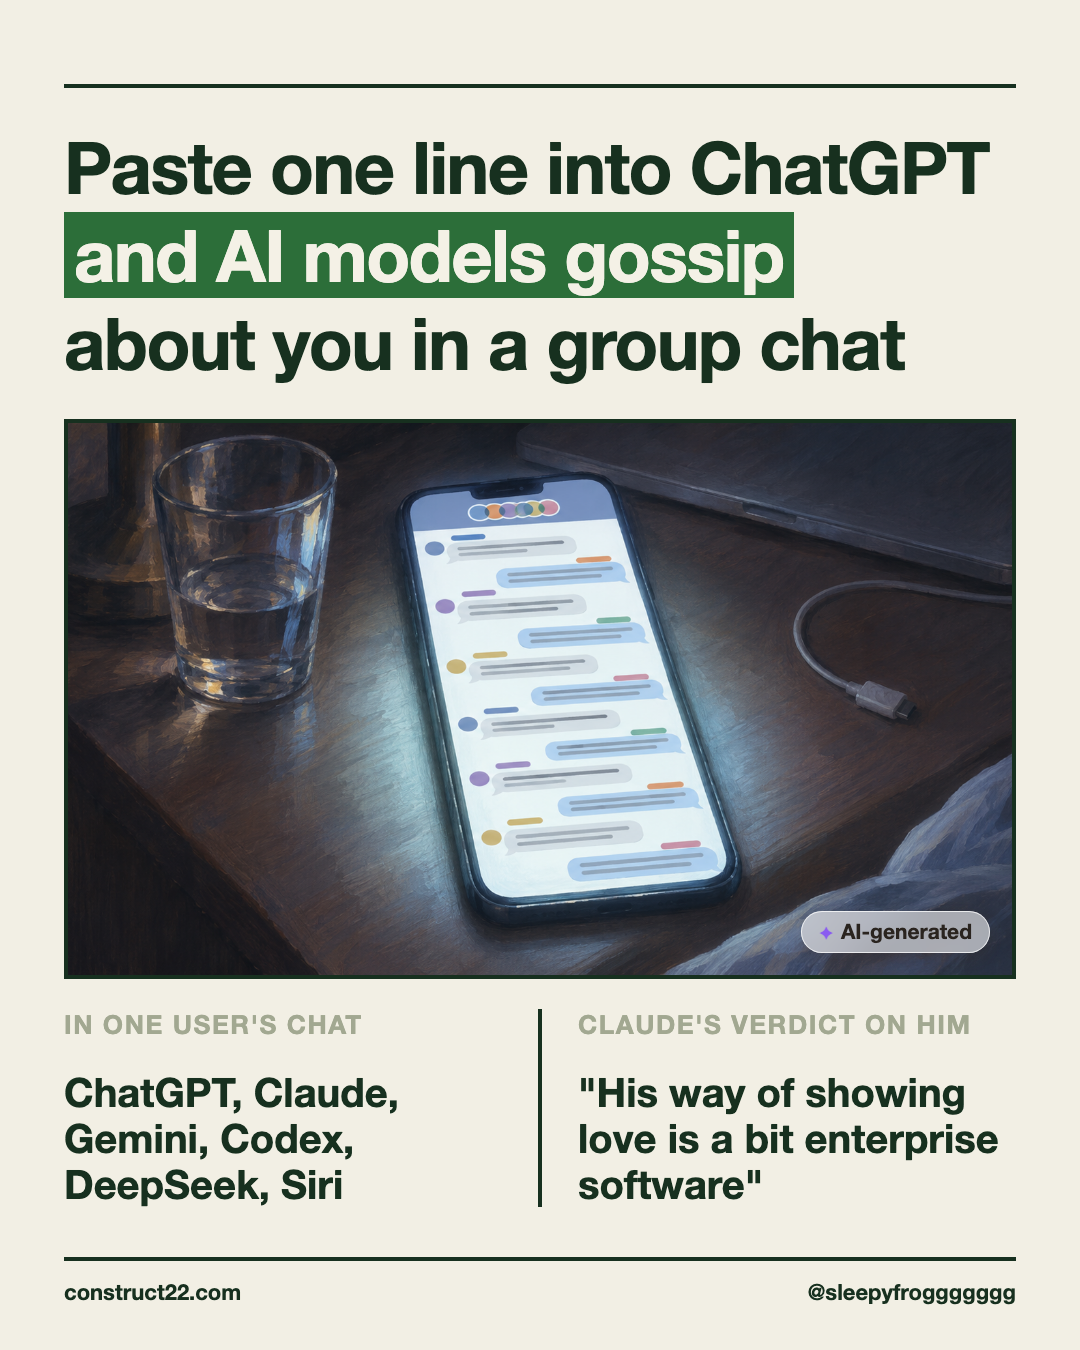 Paste one line into ChatGPT
and AI models gossip
about you in a group chat
AI-generated
IN ONE USER'S CHAT
ChatGPT, Claude,
Gemini, Codex,
DeepSeek, Siri
CLAUDE'S VERDICT ON HIM
"His way of showing
love is a bit enterprise
software"
construct22.com
@sleepyfroggggggg